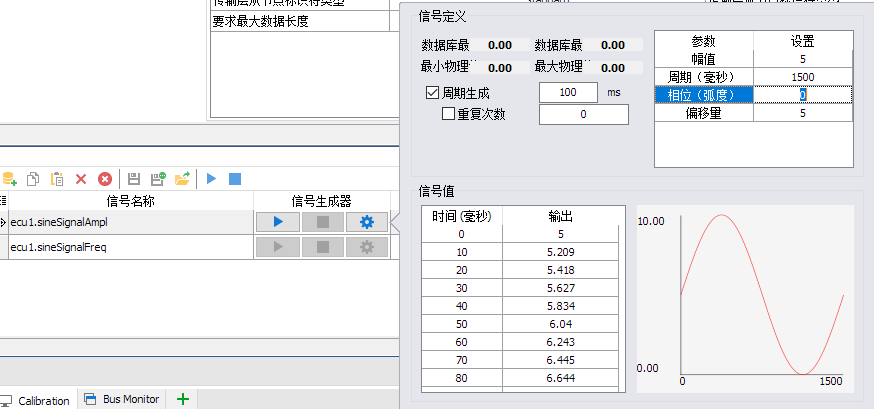 要求最大数据长度
信号名称
信号生成器
ecu1.sineSignalAmpl
ecu1.sineSignalFreq
Calibration
Bus Monitor
信号定义
数据库最 0.00 数据库最 0.00
最小物理 0.00 最大物理 0.00
周期生成 100 ms
重复次数 0
参数 设置
幅值 5
周期（毫秒） 1500
相位（弧度） 0
偏移量 5
信号值
时间 (毫秒) 输出
0 5
10 5.209
20 5.418
30 5.627
40 5.834
50 6.04
60 6.243
70 6.445
80 6.644
10.00
0.00
0 1500